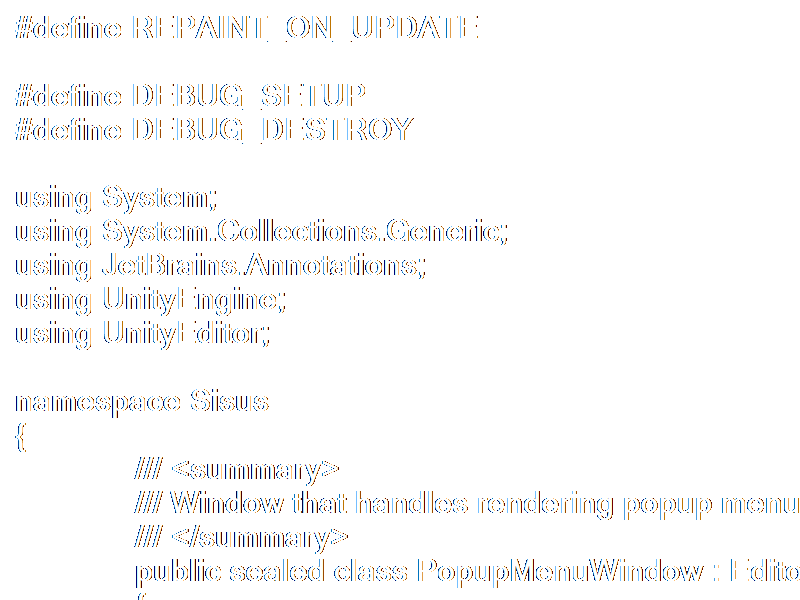 #define REPAINT_ON_UPDATE
#define DEBUG_SETUP
#define DEBUG_DESTROY
using System;
using System.Collections.Generic;
using JetBrains.Annotations;
using UnityEngine;
using UnityEditor;
namespace Sisus
{
/// <summary>
/// Window that handles rendering popup menu
/// </summary>
public sealed class PopupMenuWindow : Edito
{